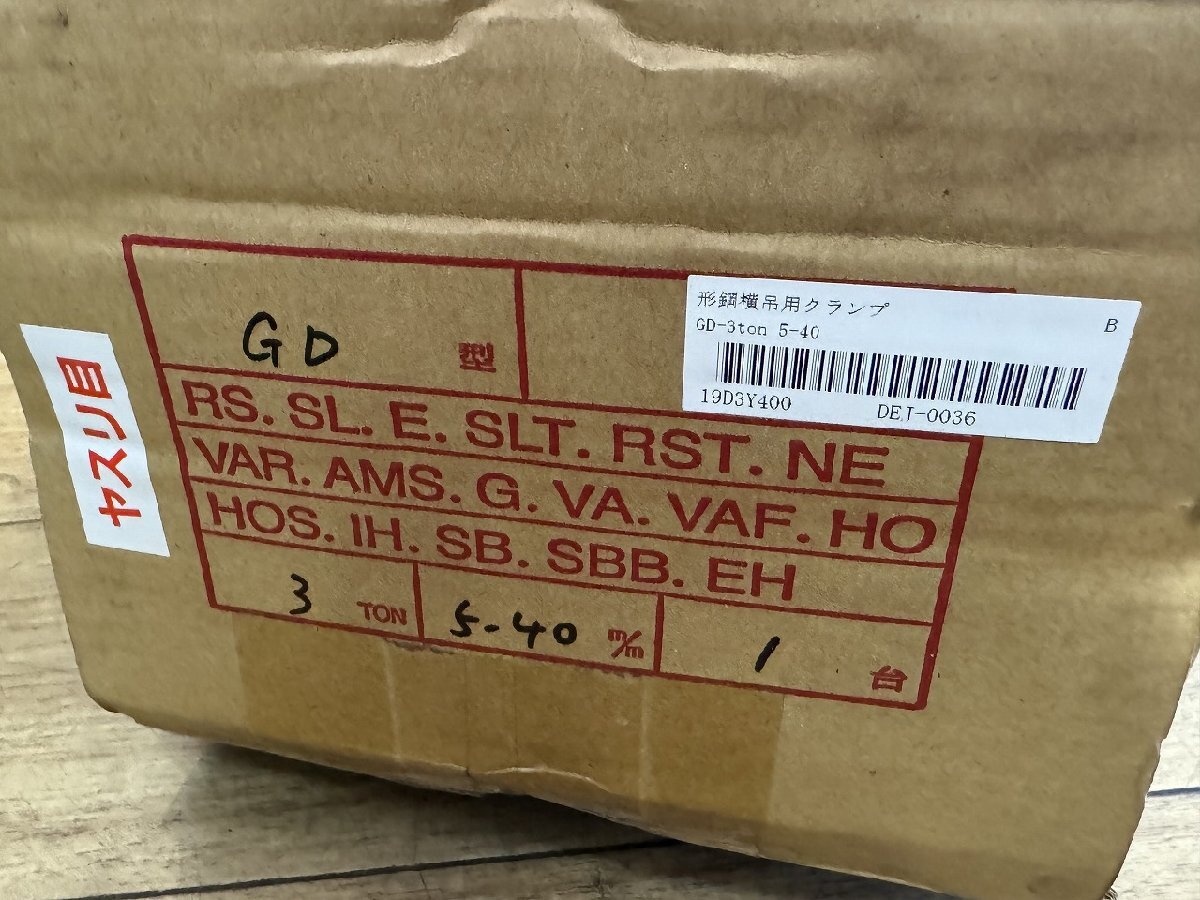 ヤスリ目
GD 型
形鋼横吊用クランプ B
GD-3ton 5-40
19D3Y400 DEI-0036
RS. SL. E. SLT. RST. NE
VAR. AMS. G. VA. VAF. HO
HOS. IH. SB. SBB. EH
3 TON 5-40 m/m 1 台